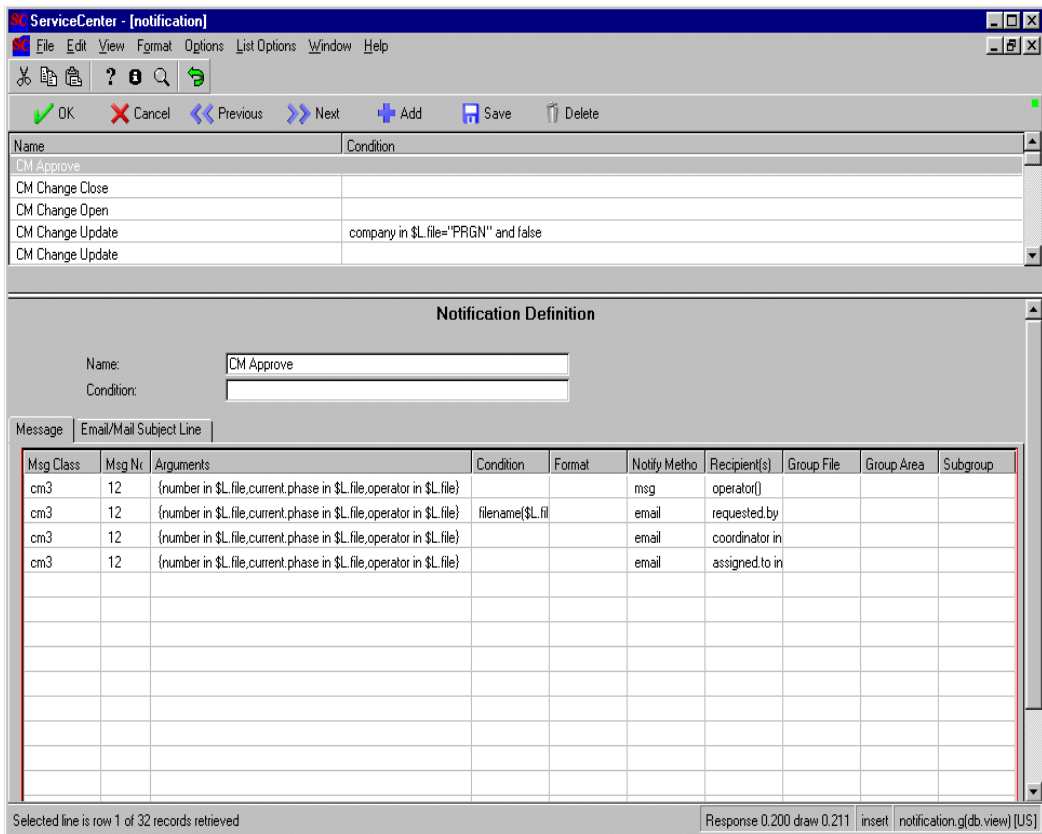 SC ServiceCenter - [notification]
SC File Edit View Format Options List Options Window Help
OK Cancel Previous Next Add Save Delete
Name Condition
CM Approve
CM Change Close
CM Change Open
CM Change Update company in $L.file="PRGN" and false
CM Change Update
Notification Definition
Name: CM Approve
Condition:
Message Email/Mail Subject Line
Msg Class Msg Nc Arguments Condition Format Notify Metho Recipient(s) Group File Group Area Subgroup
cm3 12 {number in $L.file,current.phase in $L.file,operator in $L.file} msg operator()
cm3 12 {number in $L.file,current.phase in $L.file,operator in $L.file} filename($L.fil email requested.by
cm3 12 {number in $L.file,current.phase in $L.file,operator in $L.file} email coordinator in
cm3 12 {number in $L.file,current.phase in $L.file,operator in $L.file} email assigned.to in
Selected line is row 1 of 32 records retrieved Response 0.200 draw 0.211 insert notification.g(db.view) [US]